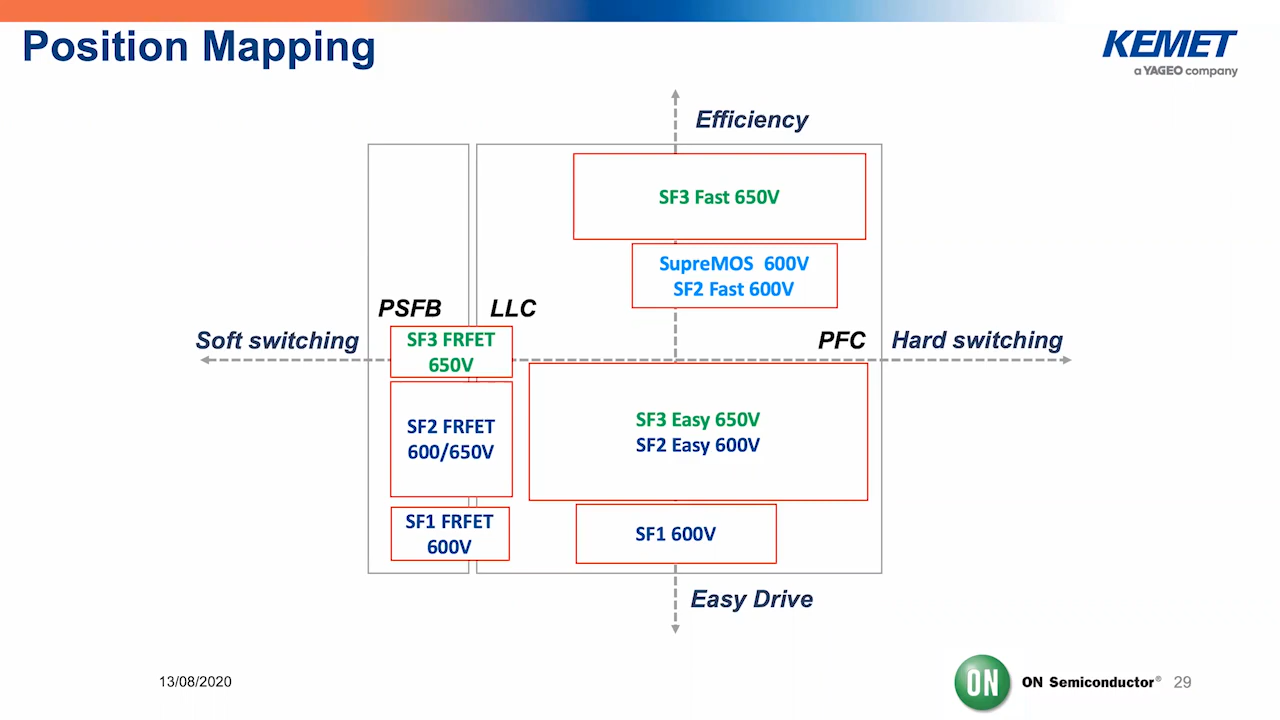 Position Mapping
KEMET
a YAGEO company
Efficiency
SF3 Fast 650V
SupreMOS 600V
SF2 Fast 600V
PSFB
LLC
Soft switching
SF3 FRFET
650V
PFC
Hard switching
SF2 FRFET
600/650V
SF3 Easy 650V
SF2 Easy 600V
SF1 FRFET
600V
SF1 600V
Easy Drive
13/08/2020
ON
ON Semiconductor®
29